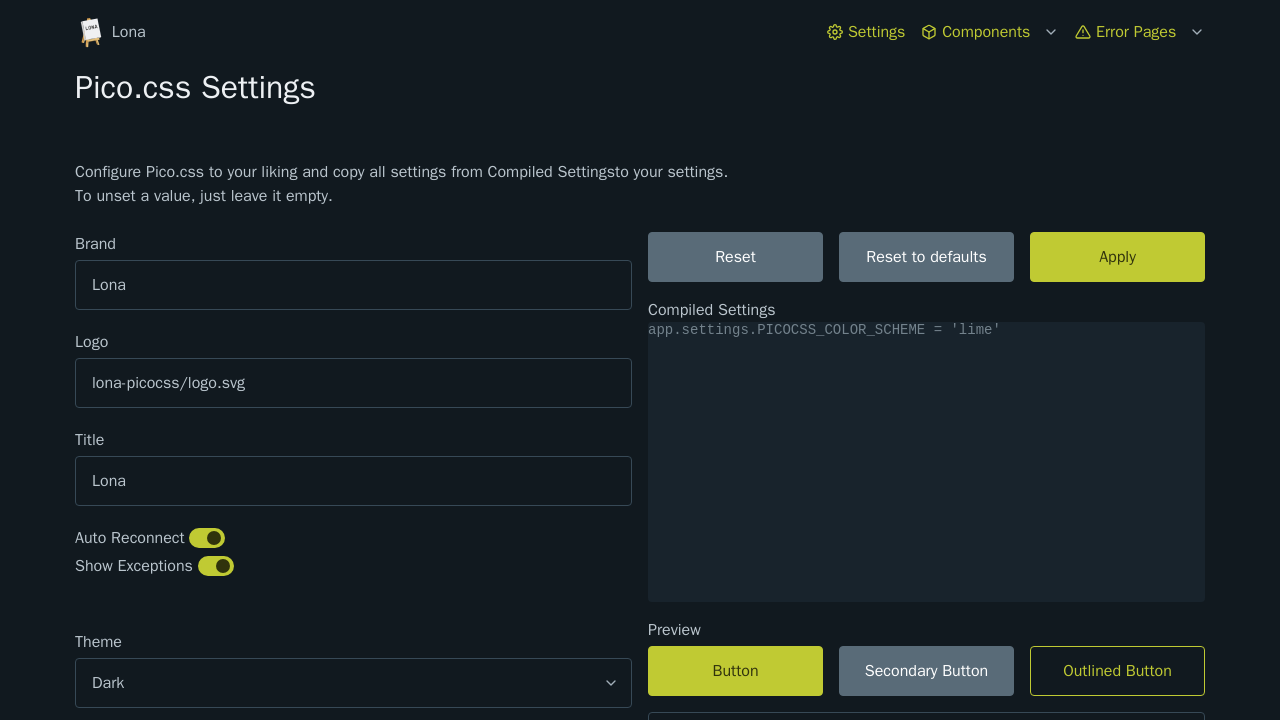 LONA
Lona
Settings
Components
Error Pages
Pico.css Settings
Configure Pico.css to your liking and copy all settings from Compiled Settingsto your settings.
To unset a value, just leave it empty.
Brand
Lona
Logo
lona-picocss/logo.svg
Title
Lona
Auto Reconnect
Show Exceptions
Theme
Dark
Reset
Reset to defaults
Apply
Compiled Settings
app.settings.PICOCSS_COLOR_SCHEME = 'lime'
Preview
Button
Secondary Button
Outlined Button